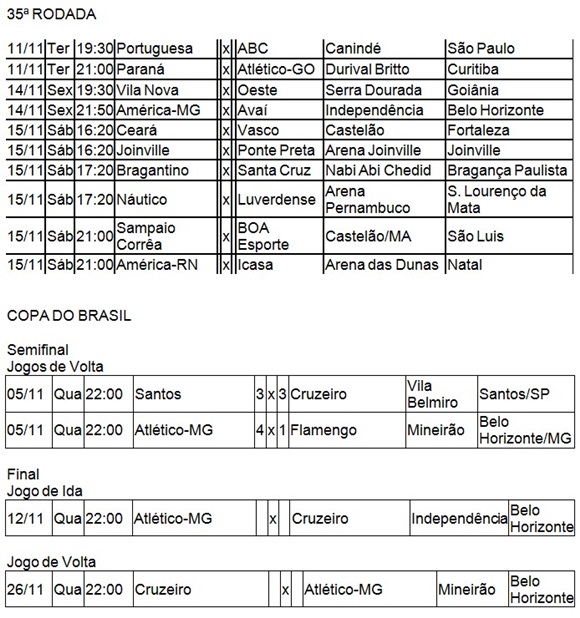 35ª RODADA
11/11 Ter 19:30 Portuguesa x ABC Canindé São Paulo
11/11 Ter 21:00 Paraná x Atlético-GO Durival Britto Curitiba
14/11 Sex 19:30 Vila Nova x Oeste Serra Dourada Goiânia
14/11 Sex 21:50 América-MG x Avaí Independência Belo Horizonte
15/11 Sáb 16:20 Ceará x Vasco Castelão Fortaleza
15/11 Sáb 16:20 Joinville x Ponte Preta Arena Joinville Joinville
15/11 Sáb 17:20 Bragantino x Santa Cruz Nabi Abi Chedid Bragança Paulista
15/11 Sáb 17:20 Náutico x Luverdense Arena Pernambuco S. Lourenço da Mata
15/11 Sáb 21:00 Sampaio Corrêa x BOA Esporte Castelão/MA São Luis
15/11 Sáb 21:00 América-RN x Icasa Arena das Dunas Natal
COPA DO BRASIL
Semifinal
Jogos de Volta
05/11 Qua 22:00 Santos 3 x 3 Cruzeiro Vila Belmiro Santos/SP
05/11 Qua 22:00 Atlético-MG 4 x 1 Flamengo Mineirão Belo Horizonte/MG
Final
Jogo de Ida
12/11 Qua 22:00 Atlético-MG x Cruzeiro Independência Belo Horizonte
Jogo de Volta
26/11 Qua 22:00 Cruzeiro x Atlético-MG Mineirão Belo Horizonte